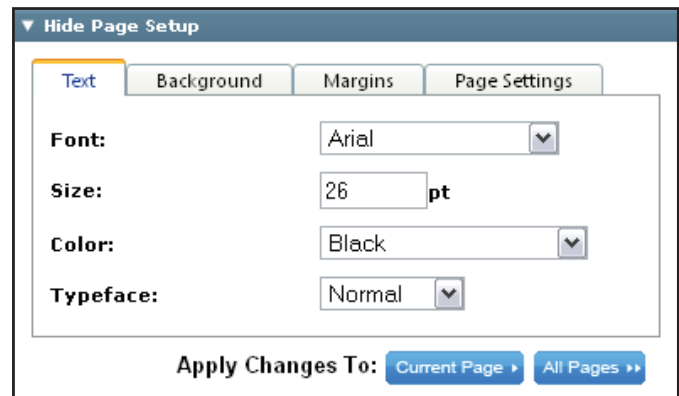 Hide Page Setup
Text Background Margins Page Settings
Font: Arial
Size: 26 pt
Color: Black
Typeface: Normal
Apply Changes To: Current Page All Pages